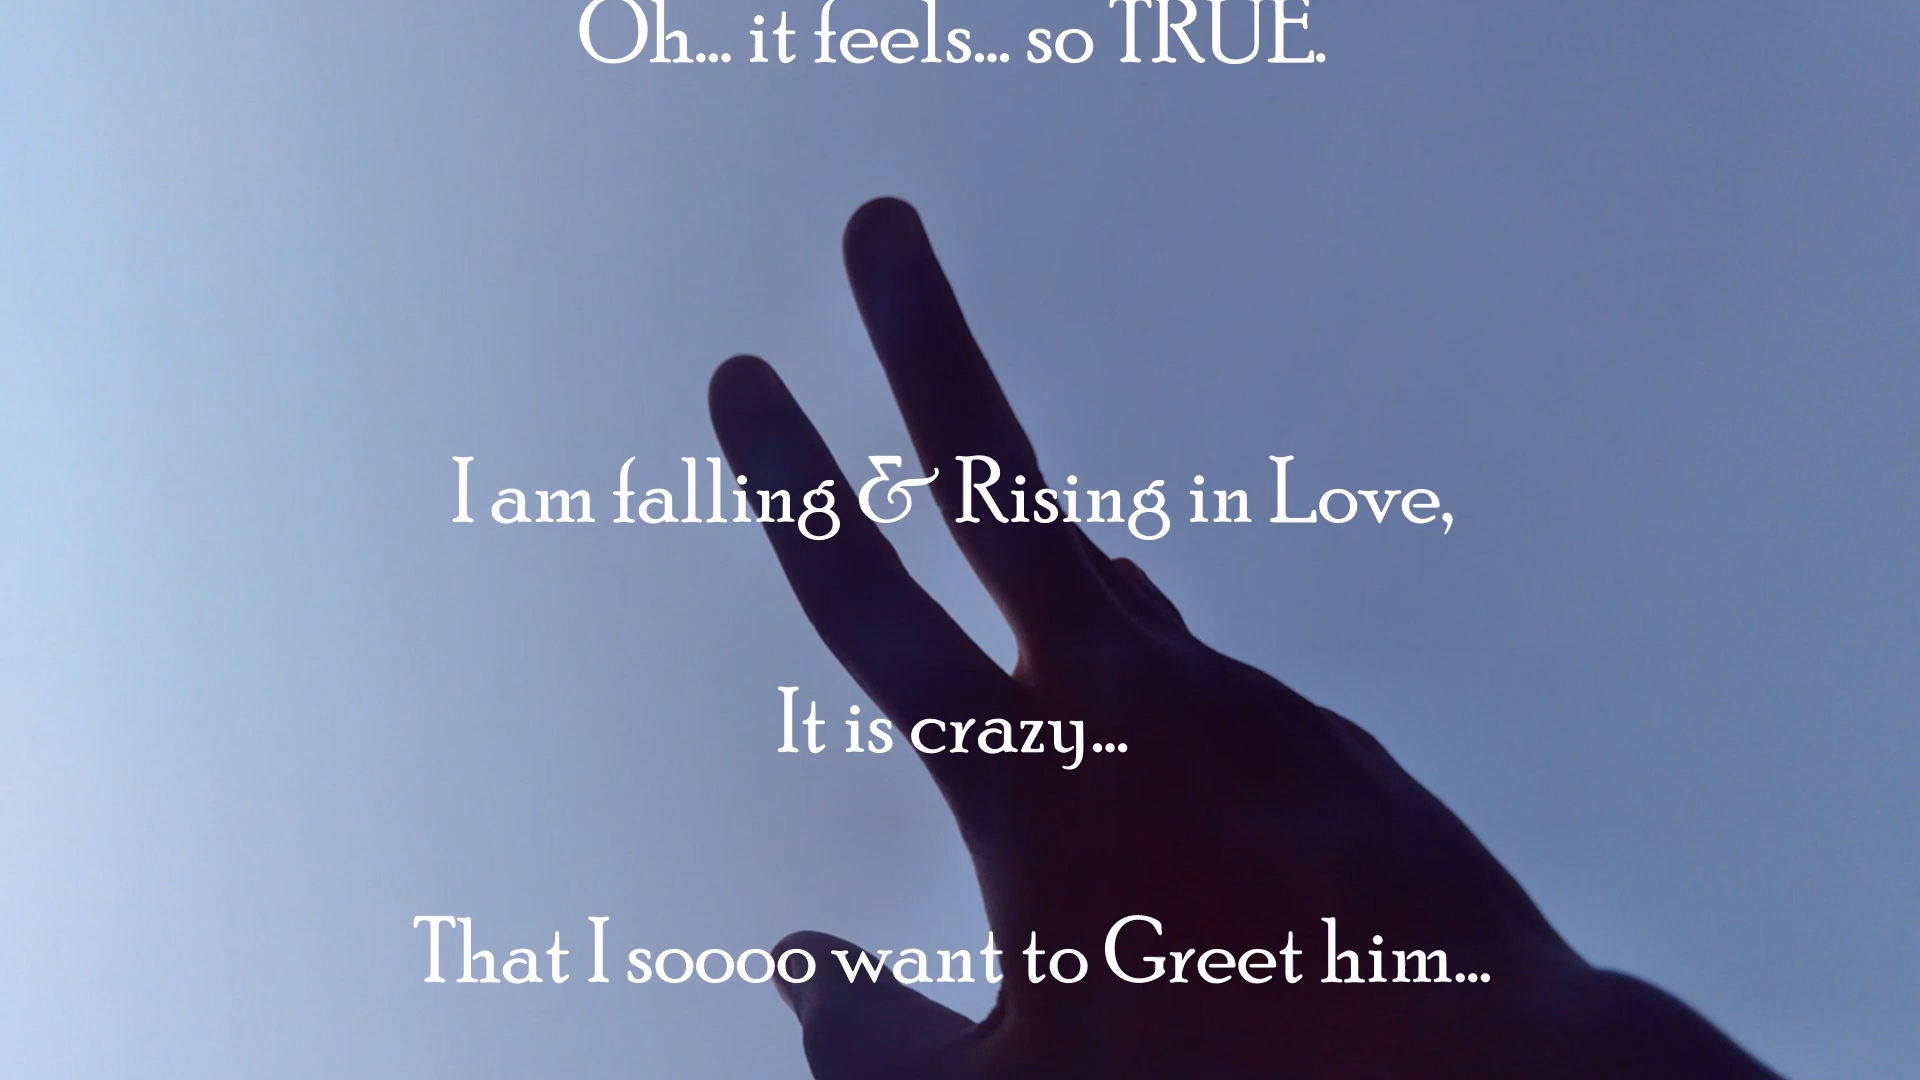 Oh... it feels... so TRUE.
I am falling & Rising in Love,
It is crazy...
That I soooo want to Greet him...